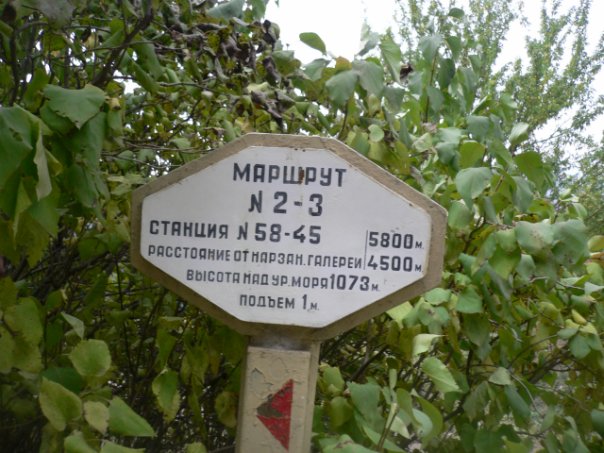 МАРШРУТ
N 2-3
СТАНЦИЯ N 58-45 5800 м.
РАССТОЯНИЕ ОТ НАРЗАН. ГАЛЕРЕИ 4500 м.
ВЫСОТА НАД УР. МОРЯ 1073 м.
ПОДЪЕМ 1 м.